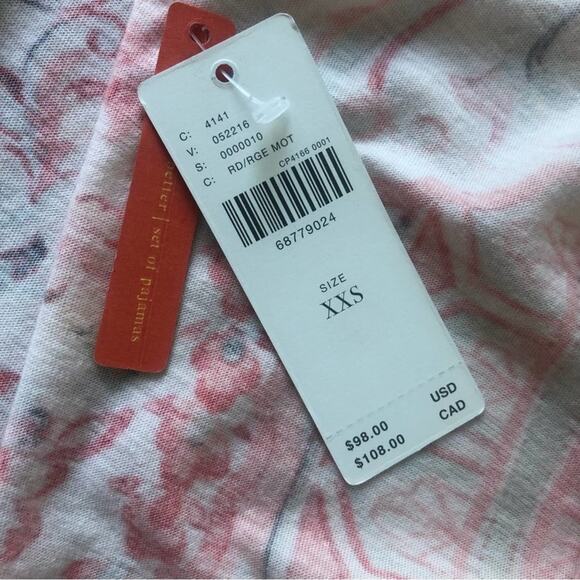 C: 4141
V: 052216
S: 0000010
C: RD/RGE MOT
CP4166 0001
68779024
SIZE
XXS
$98.00 USD
$108.00 CAD
set of pajamas